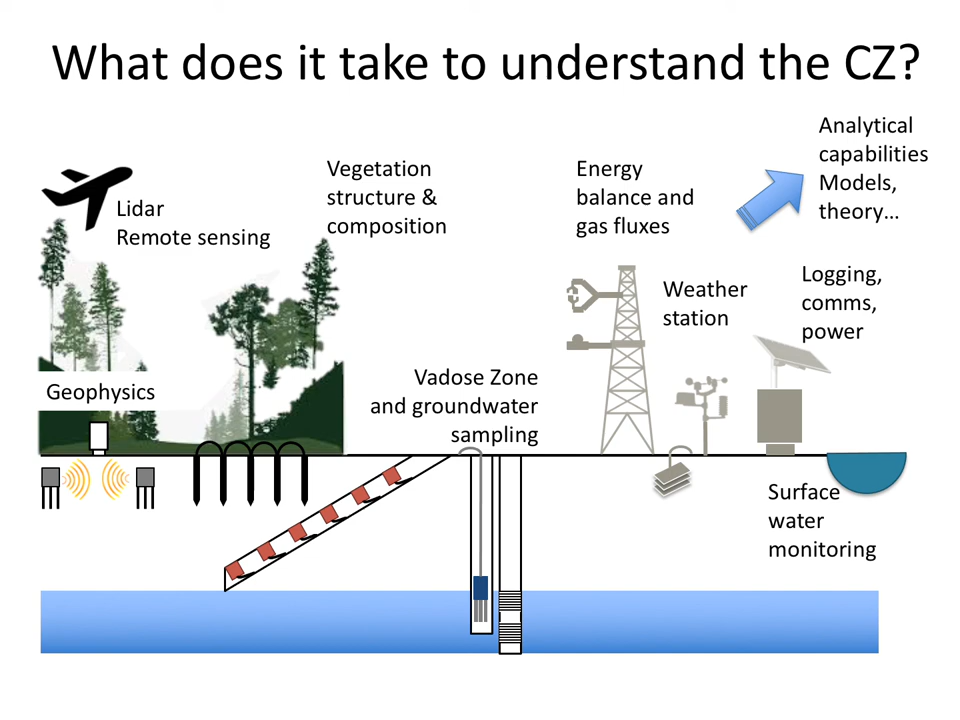 What does it take to understand the CZ?
Analytical
capabilities
Models,
theory…
Vegetation
structure &
composition
Energy
balance and
gas fluxes
Lidar
Remote sensing
Weather
station
Logging,
comms,
power
Geophysics
Vadose Zone
and groundwater
sampling
Surface
water
monitoring